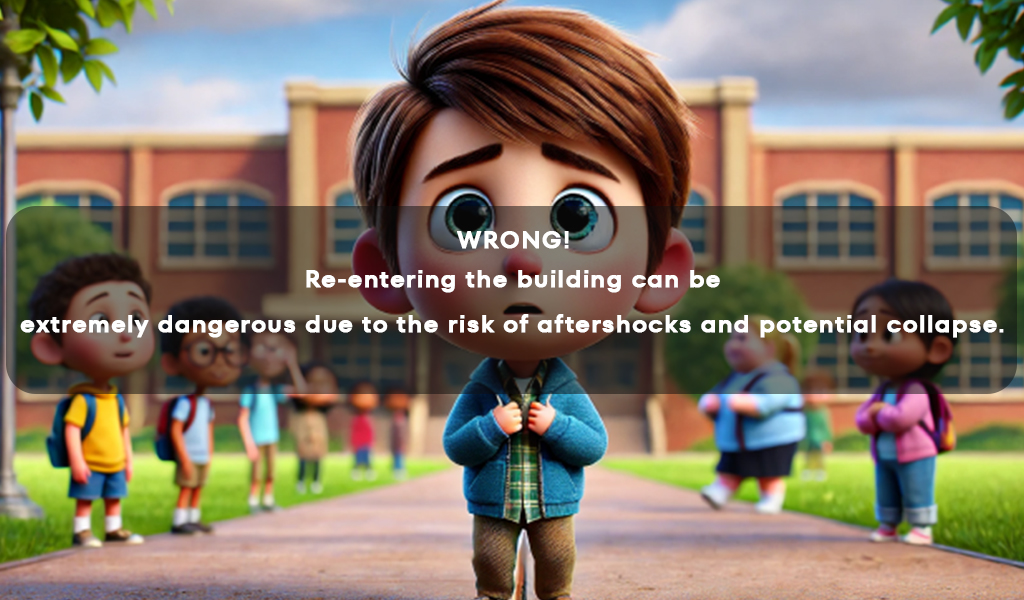 WRONG!
Re-entering the building can be
extremely dangerous due to the risk of aftershocks and potential collapse.